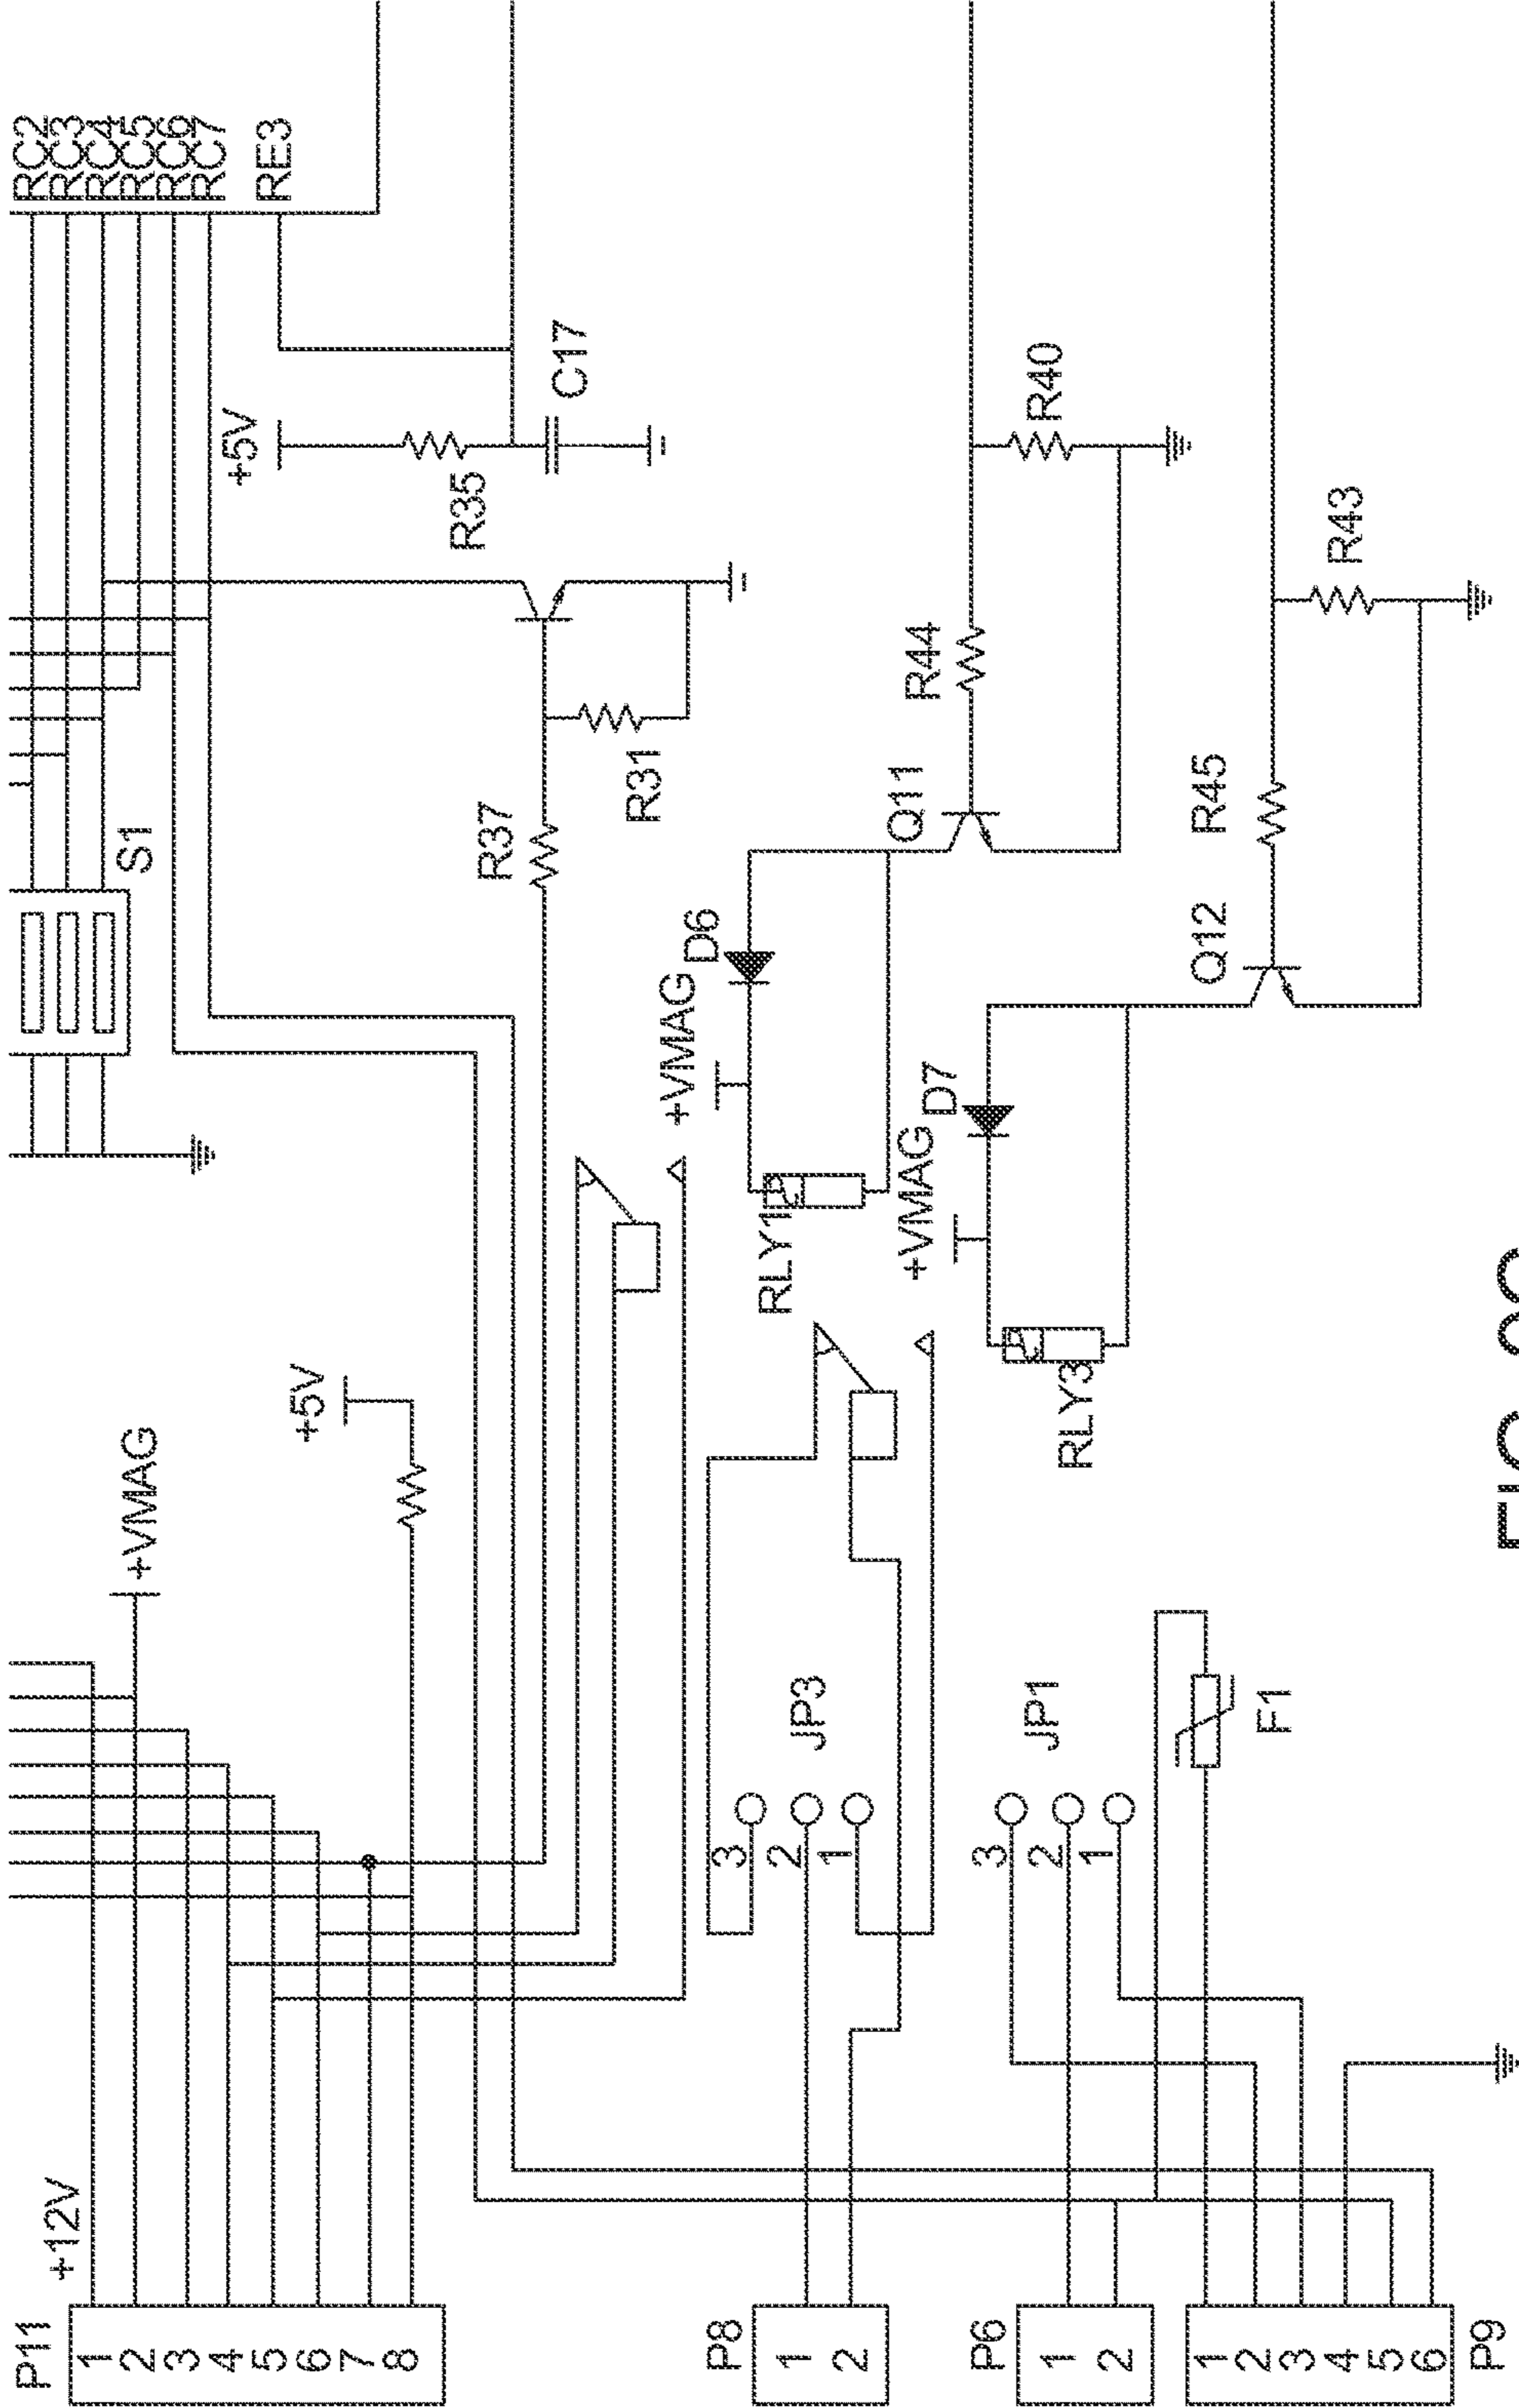 RC2
RC3
RC4
RC5
RC6
RC7
RE3
+5V
C17
R35
R40
R43
R44
R45
R31
R37
S1
Q11
Q12
D6
+VMAG
D7
+VMAG
RLY1
RLY3
+5V
+VMAG
JP3
3
2
1
JP1
3
2
1
F1
+12V
P11
1
2
3
4
5
6
7
8
P8
1
2
P6
1
2
P9
1
2
3
4
5
6